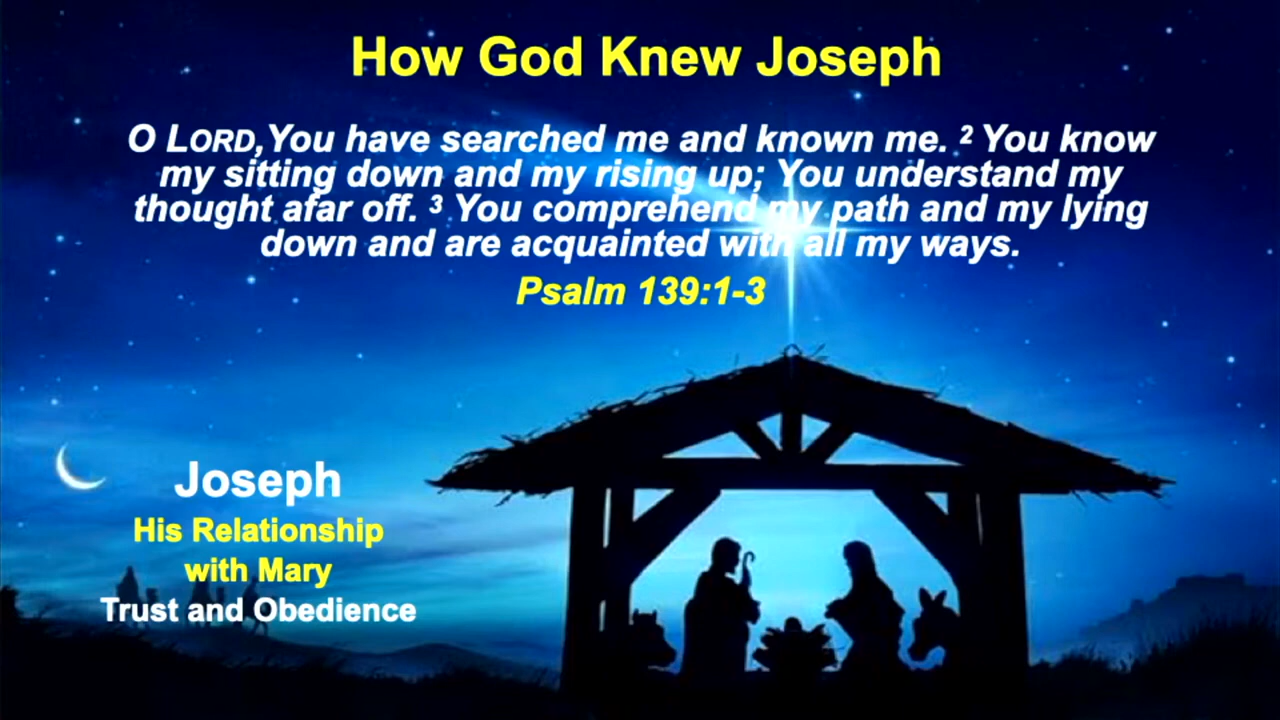 How God Knew Joseph
O LORD,You have searched me and known me. ² You know
my sitting down and my rising up; You understand my
thought afar off. ³ You comprehend my path and my lying
down and are acquainted with all my ways.
Psalm 139:1-3
Joseph
His Relationship
with Mary
Trust and Obedience